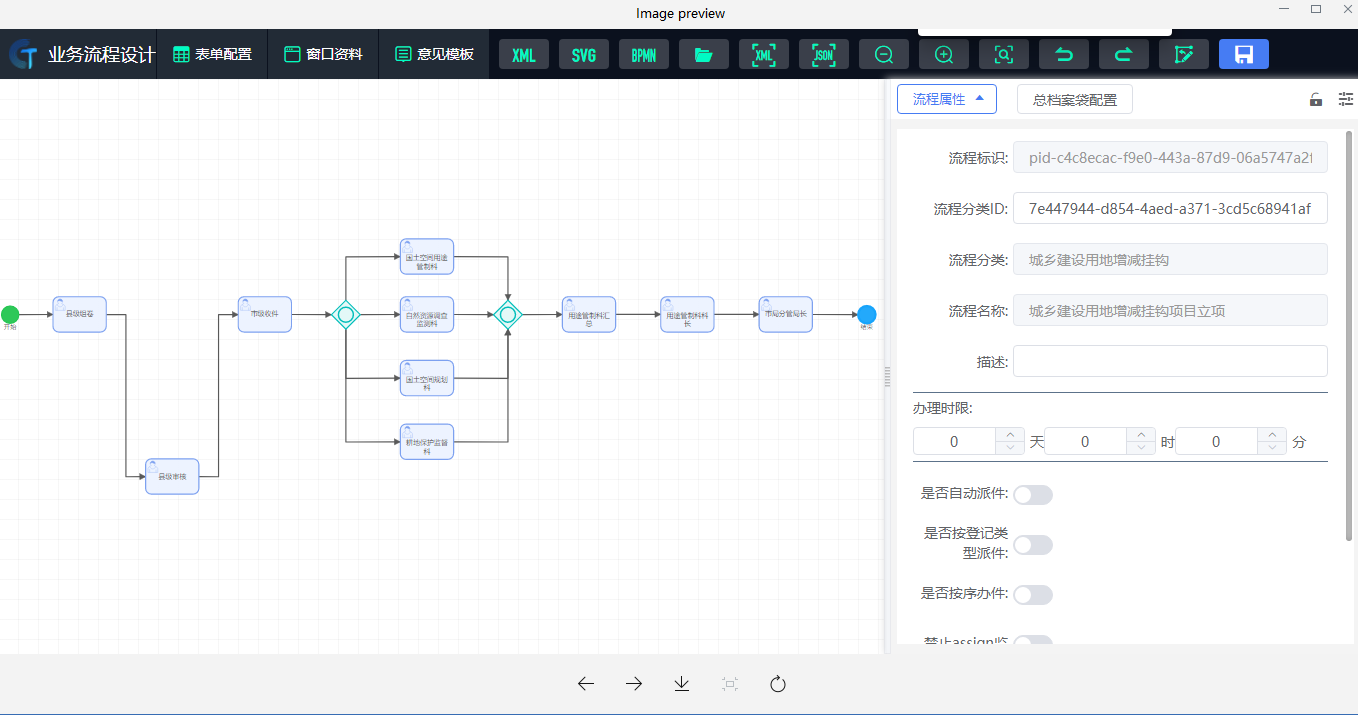 Image preview
业务流程设计
表单配置
窗口资料
意见模板
XML
SVG
BPMN
XML
JSON
流程属性
总档案袋配置
流程标识:
pid-c4c8ecac-f9e0-443a-87d9-06a5747a2f
流程分类ID:
7e447944-d854-4aed-a371-3cd5c68941af
流程分类:
城乡建设用地增减挂钩
流程名称:
城乡建设用地增减挂钩项目立项
描述:
办理时限:
0 天 0 时 0 分
是否自动派件:
是否按登记类
型派件:
是否按序办件:
禁止assign监
开始
县级组卷
县级审核
市级收件
国土空间用途
管制科
自然资源调查
监测科
国土空间规划
科
耕地保护监督
科
用途管制科汇
总
用途管制科科
长
市局分管局长
结束